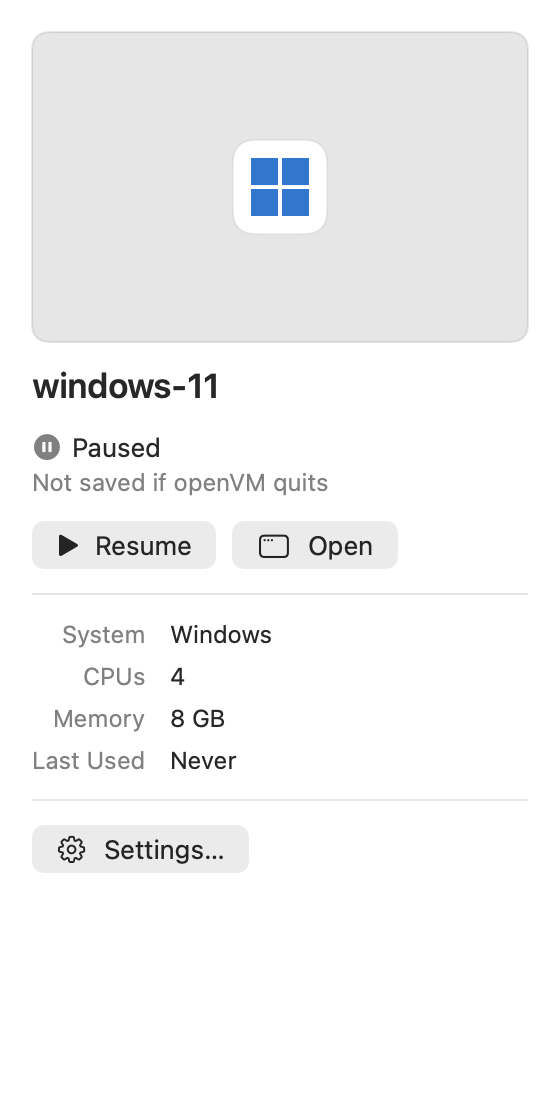 windows-11
Paused
Not saved if openVM quits
Resume Open
System Windows
CPUs 4
Memory 8 GB
Last Used Never
Settings...